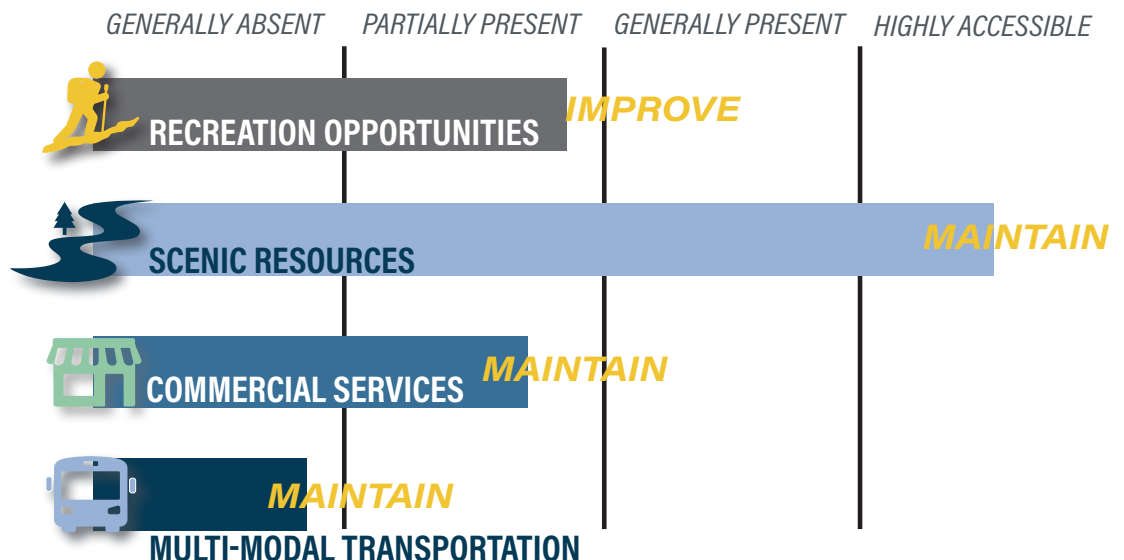 GENERALLY ABSENT PARTIALLY PRESENT GENERALLY PRESENT HIGHLY ACCESSIBLE
IMPROVE
RECREATION OPPORTUNITIES
MAINTAIN
SCENIC RESOURCES
MAINTAIN
COMMERCIAL SERVICES
MAINTAIN
MULTI-MODAL TRANSPORTATION